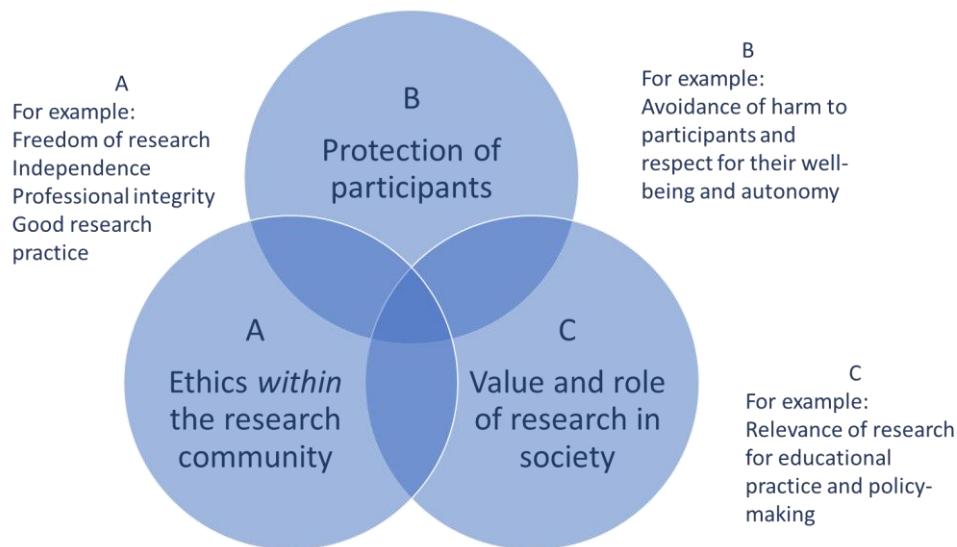 A
For example:
Freedom of research
Independence
Professional integrity
Good research
practice
B
Protection of
participants
B
For example:
Avoidance of harm to
participants and
respect for their well-
being and autonomy
A
Ethics within
the research
community
C
Value and role
of research in
society
C
For example:
Relevance of research
for educational
practice and policy-
making